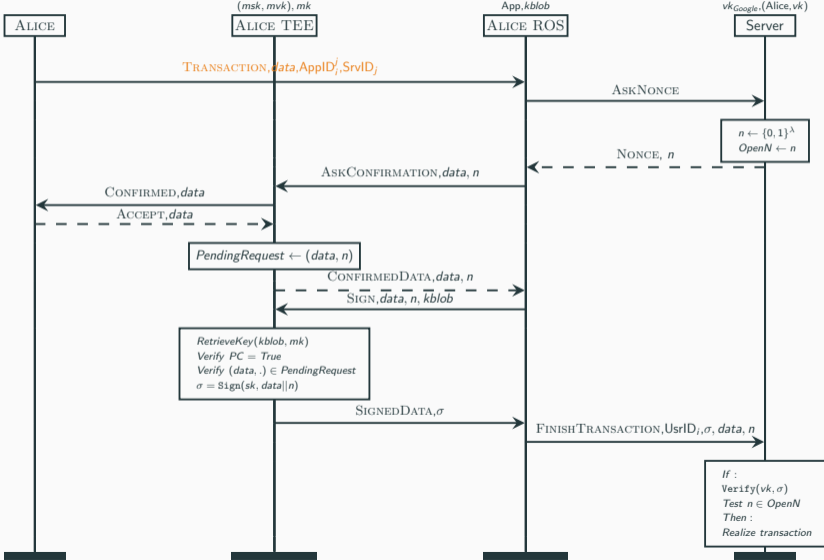 (msk, mvk), mk
App,kblob
vk_Google,(Alice,vk)
ALICE
ALICE TEE
ALICE ROS
Server
TRANSACTION,data,AppID_i^j,SrvID_j
ASKNONCE
n ← {0, 1}^λ
OpenN ← n
NONCE, n
ASKCONFIRMATION,data, n
CONFIRMED,data
ACCEPT,data
PendingRequest ← (data, n)
CONFIRMEDDATA,data, n
SIGN,data, n, kblob
RetrieveKey(kblob, mk)
Verify PC = True
Verify (data, .) ∈ PendingRequest
σ = Sign(sk, data||n)
SIGNEDDATA,σ
FINISHTRANSACTION,UsrID_i,σ, data, n
If :
Verify(vk, σ)
Test n ∈ OpenN
Then :
Realize transaction